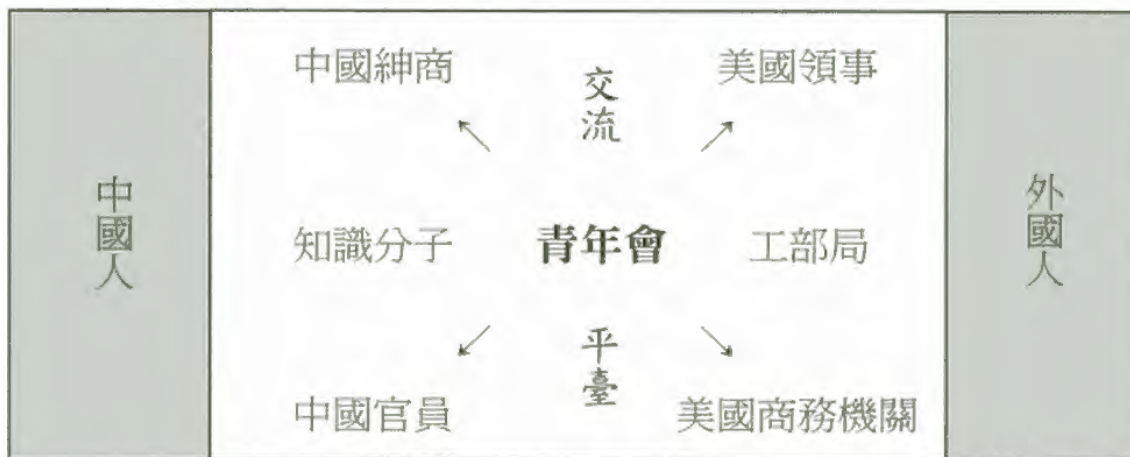 中國人
中國紳商
交流
美國領事
知識分子
青年會
工部局
平臺
中國官員
美國商務機關
外國人